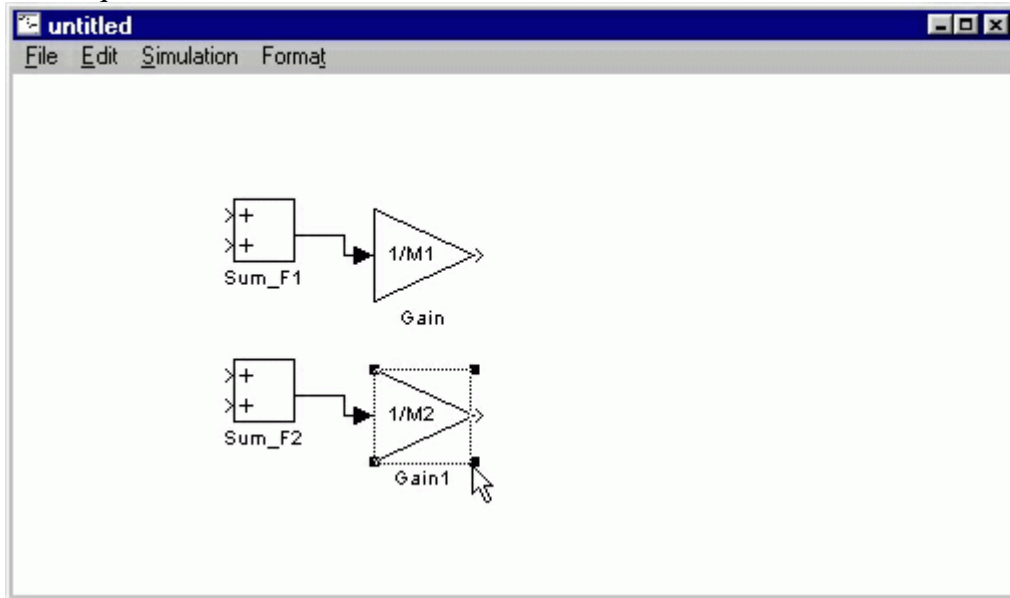 untitled
File Edit Simulation Format
+
+
1/M1
Sum_F1
Gain
+
+
1/M2
Sum_F2
Gain1